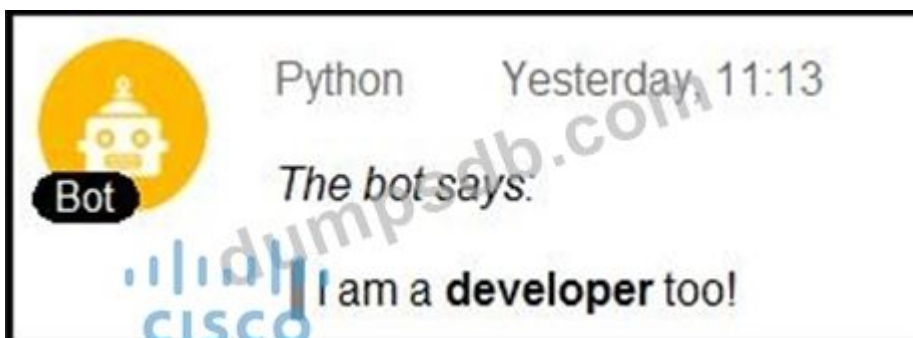 Python Yesterday, 11:13
The bot says:
Bot
I am a developer too!
dumpsdb.com
CISCO